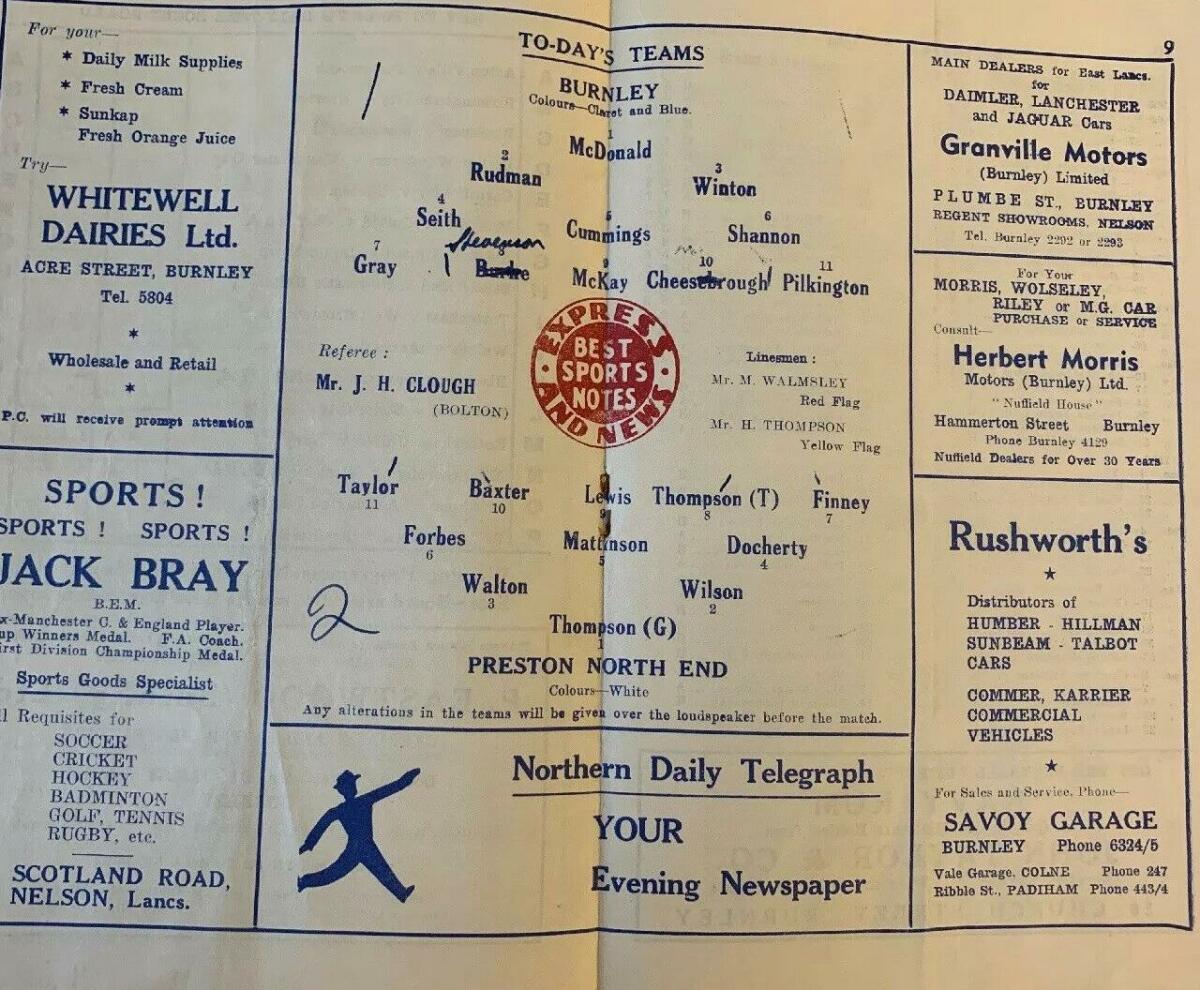 For your—
* Daily Milk Supplies
* Fresh Cream
* Sunkap
Fresh Orange Juice
Try—
WHITEWELL
DAIRIES Ltd.
ACRE STREET, BURNLEY
Tel. 5804
*
Wholesale and Retail
*
P.C. will receive prompt attention
SPORTS !
SPORTS ! SPORTS !
JACK BRAY
B.E.M.
x-Manchester C. & England Player.
up Winners Medal. F.A. Coach.
irst Division Championship Medal.
Sports Goods Specialist
l Requisites for
SOCCER
CRICKET
HOCKEY
BADMINTON
GOLF, TENNIS
RUGBY, etc.
SCOTLAND ROAD,
NELSON, Lancs.
TO-DAY'S TEAMS
1
BURNLEY
Colours—Claret and Blue.
1
McDonald
2 3
Rudman Winton
4 5 6
Seith Cummings Shannon
Stevenson
7 9 10 11
Gray 1 Burke McKay Cheesebrough Pilkington
EXPRESS
BEST
SPORTS
NOTES
AND NEWS
Referee :
Mr. J. H. CLOUGH
(BOLTON)
Linesmen :
Mr. M. WALMSLEY
Red Flag
Mr. H. THOMPSON
Yellow Flag
Taylor Baxter Lewis Thompson (T) Finney
11 10 9 8 7
Forbes Mattinson Docherty
6 5 4
Walton Wilson
3 2
2
Thompson (G)
1
PRESTON NORTH END
Colours—White
Any alterations in the teams will be given over the loudspeaker before the match.
Northern Daily Telegraph
YOUR
Evening Newspaper
9
MAIN DEALERS for East Lancs.
for
DAIMLER, LANCHESTER
and JAGUAR Cars
Granville Motors
(Burnley) Limited
PLUMBE ST., BURNLEY
REGENT SHOWROOMS, NELSON
Tel. Burnley 2292 or 2293
For Your
MORRIS, WOLSELEY,
RILEY or M.G. CAR
PURCHASE or SERVICE
Consult—
Herbert Morris
Motors (Burnley) Ltd.
"Nuffield House"
Hammerton Street Burnley
Phone Burnley 4129
Nuffield Dealers for Over 30 Years
Rushworth's
★
Distributors of
HUMBER - HILLMAN
SUNBEAM - TALBOT
CARS
COMMER, KARRIER
COMMERCIAL
VEHICLES
★
For Sales and Service, Phone—
SAVOY GARAGE
BURNLEY Phone 6324/5
Vale Garage, COLNE Phone 247
Ribble St., PADIHAM Phone 443/4